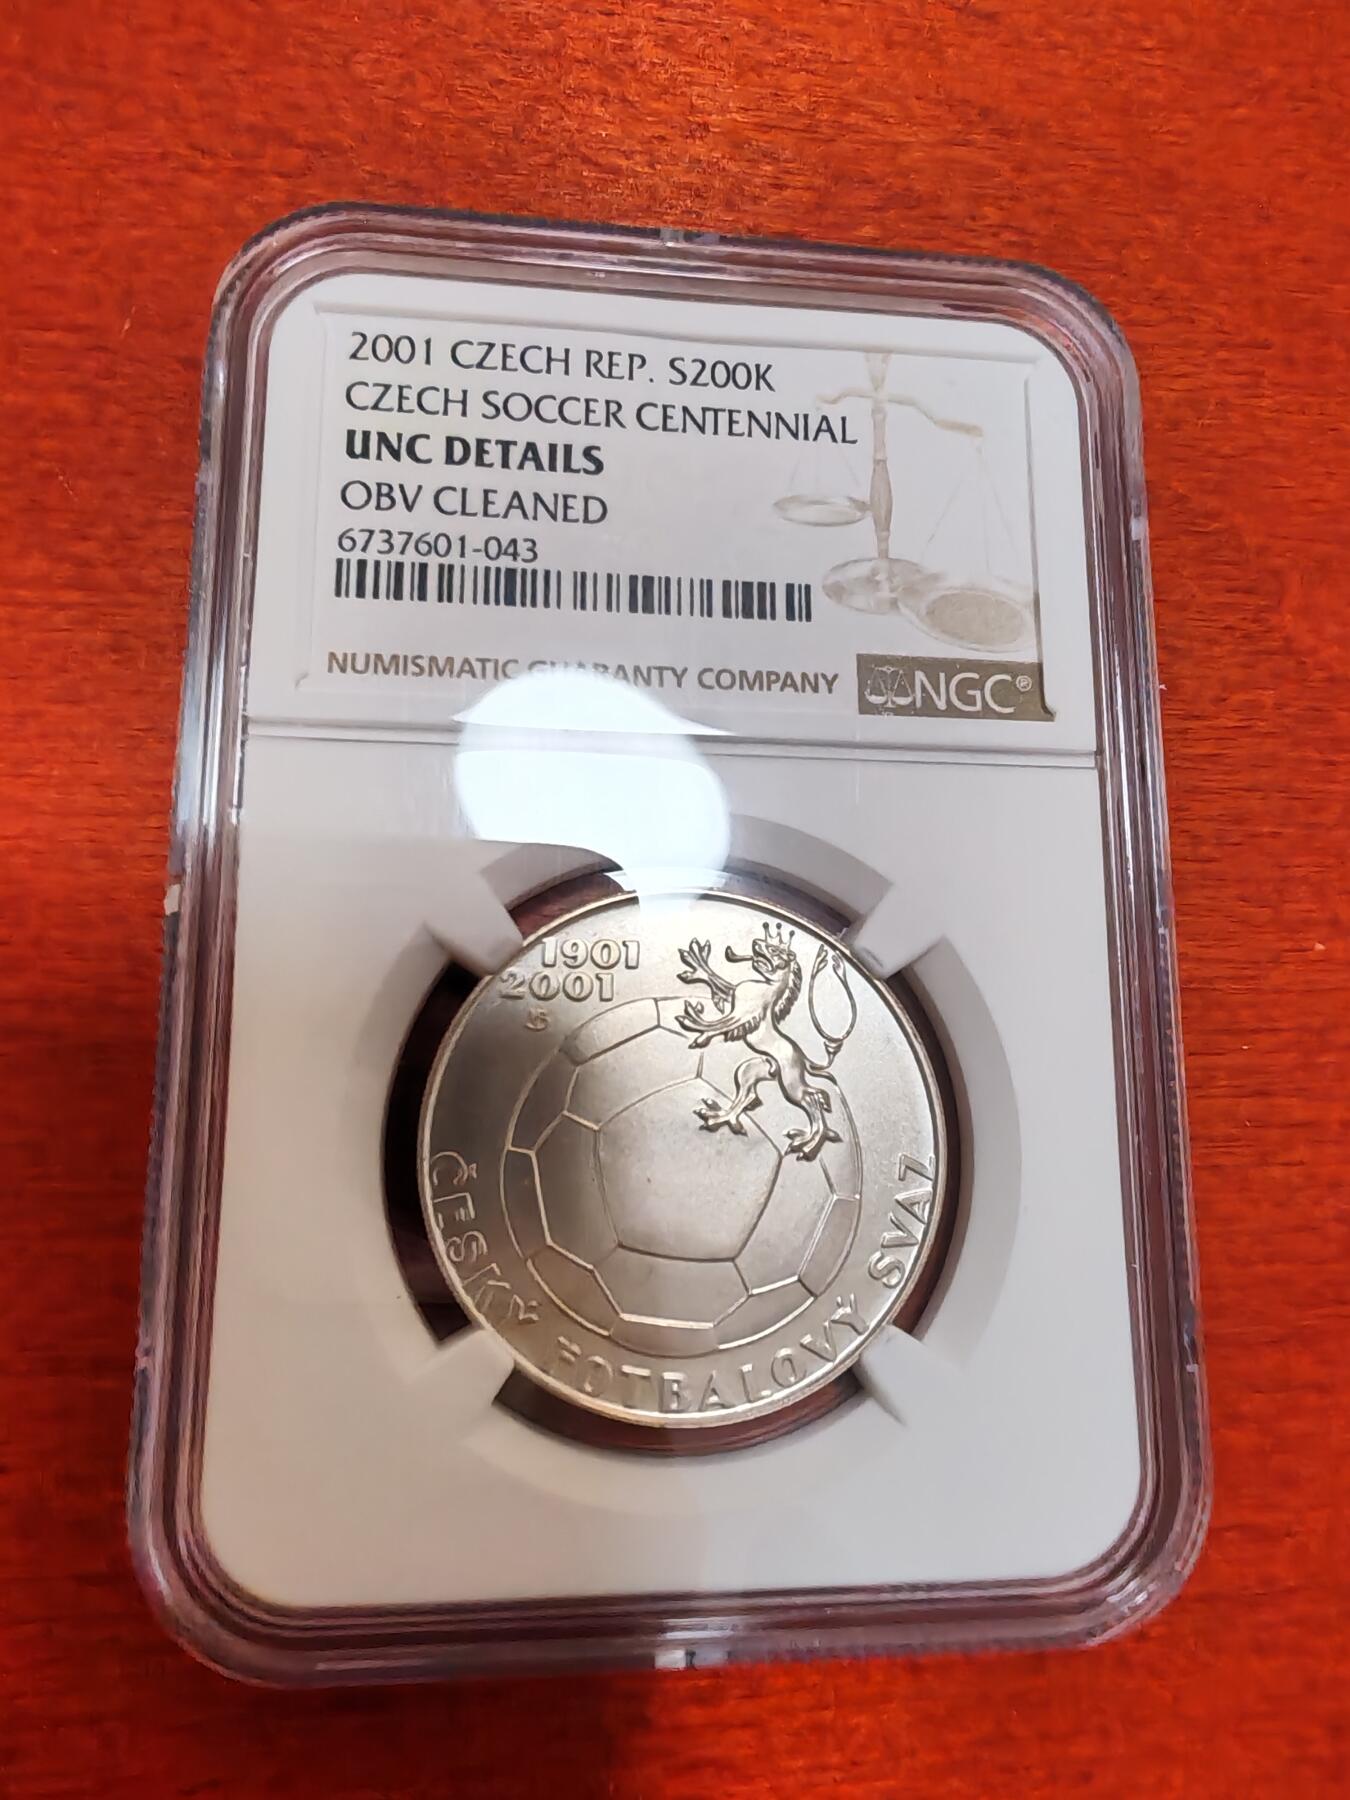 2001 CZECH REP. S200K
CZECH SOCCER CENTENNIAL
UNC DETAILS
OBV CLEANED
6737601-043
NUMISMATIC GUARANTY COMPANY
NGC®
1901
2001
ČESKÝ FOTBALOVÝ SVAZ